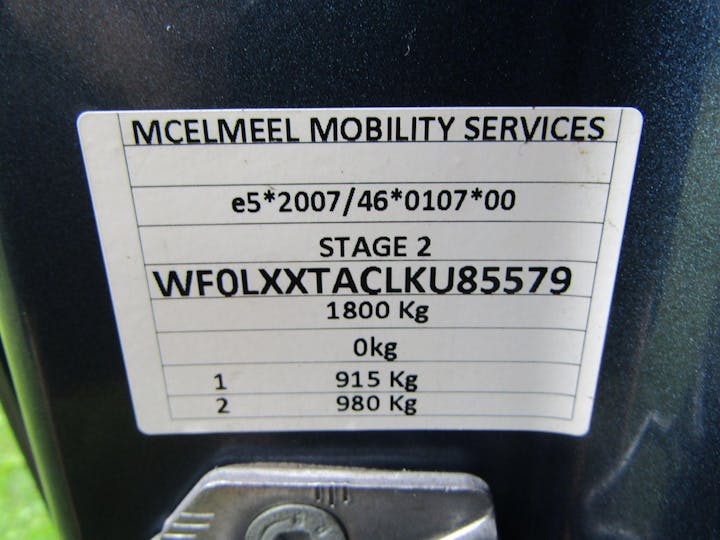 MCELMEEL MOBILITY SERVICES
e5*2007/46*0107*00
STAGE 2
WF0LXXTACLKU85579
1800 Kg
0kg
1 915 Kg
2 980 Kg